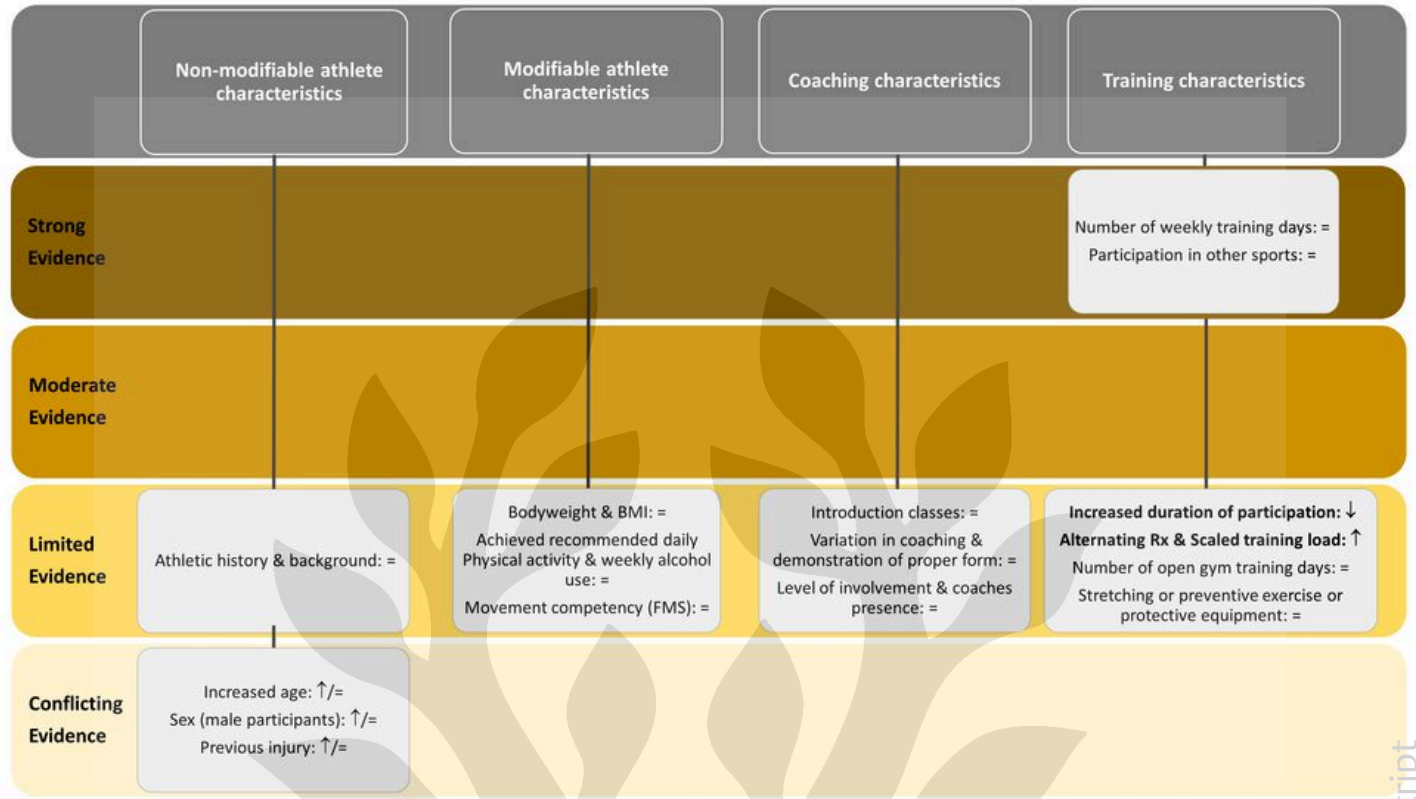 Non-modifiable athlete
characteristics
Modifiable athlete
characteristics
Coaching characteristics
Training characteristics
Strong
Evidence
Number of weekly training days: =
Participation in other sports: =
Moderate
Evidence
Limited
Evidence
Athletic history & background: =
Bodyweight & BMI: =
Achieved recommended daily
Physical activity & weekly alcohol
use: =
Movement competency (FMS): =
Introduction classes: =
Variation in coaching &
demonstration of proper form: =
Level of involvement & coaches
presence: =
Increased duration of participation: ↓
Alternating Rx & Scaled training load: ↑
Number of open gym training days: =
Stretching or preventive exercise or
protective equipment: =
Conflicting
Evidence
Increased age: ↑/=
Sex (male participants): ↑/=
Previous injury: ↑/=